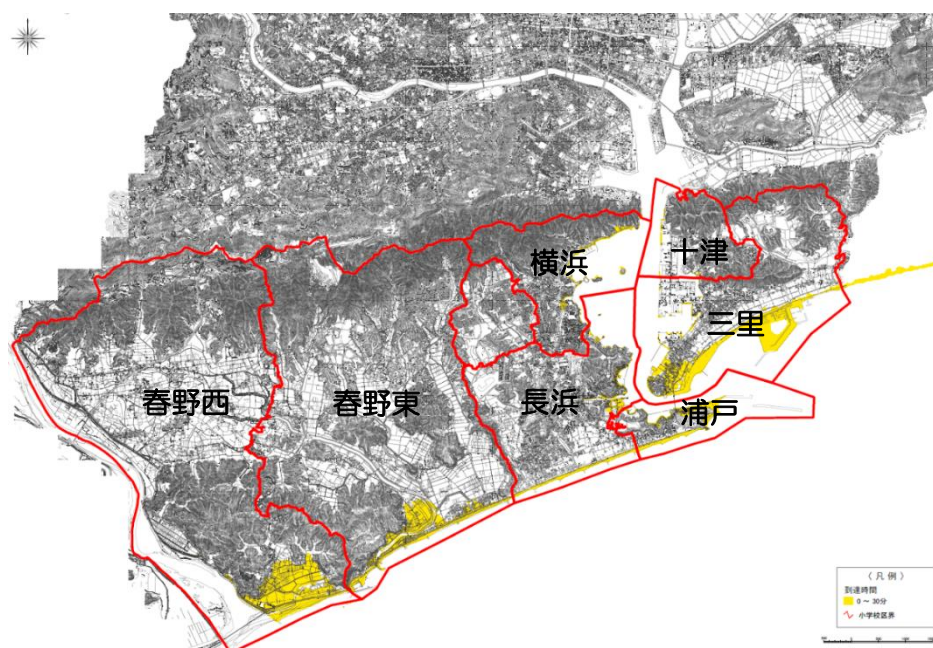 横浜
十津
三里
春野西
春野東
長浜
浦戸
〈 凡 例 〉
到達時間
0 ～ 30分
小学校区界